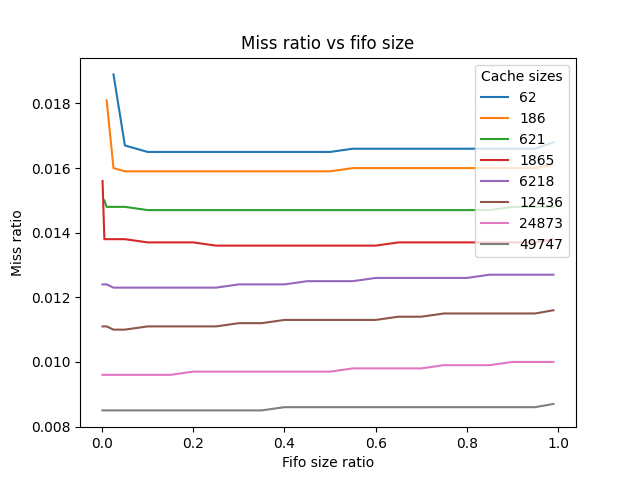 Miss ratio vs fifo size
Cache sizes
62
186
621
1865
6218
12436
24873
49747
0.018
0.016
0.014
0.012
0.010
0.008
Miss ratio
0.0 0.2 0.4 0.6 0.8 1.0
Fifo size ratio